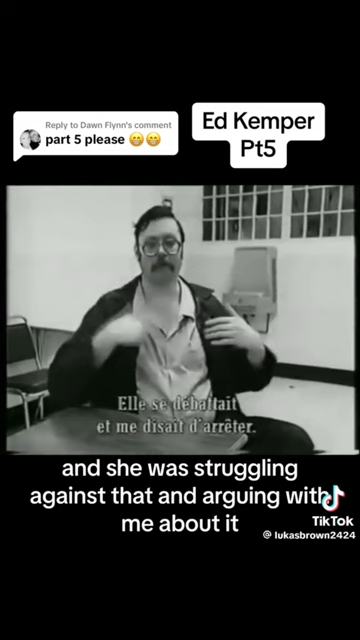 Reply to Dawn Flynn's comment
part 5 please 😁😁
Ed Kemper
Pt5
Elle se débattait
et me disait d'arrêter.
and she was struggling
against that and arguing with
me about it
TikTok
@ lukasbrown2424